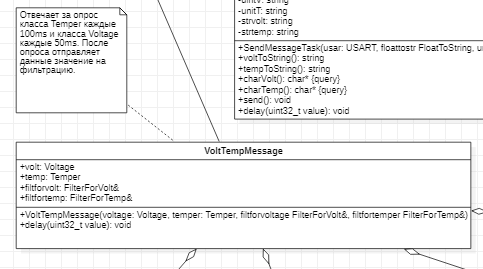 -unitT: string
-strvolt: string
-strtemp: string
+SendMessageTask(usar: USART, floattostr FloatToString,
+voltToString(): string
+tempToString(): string
+charVolt(): char* {query}
+charTemp(): char* {query}
+send(): void
+delay(uint32_t value): void
Отвечает за опрос
класса Temper каждые
100ms и класса Voltage
каждые 50ms. После
опроса отправляет
данные значение на
фильтрацию.
VoltTempMessage
+volt: Voltage
+temp: Temper
+filtforvolt: FilterForVolt&
+filtfortemp: FilterForTemp&
+VoltTempMessage(voltage: Voltage, temper: Temper, filtforvoltage FilterForVolt&, filtfortemper FilterForTemp&)
+delay(uint32_t value): void